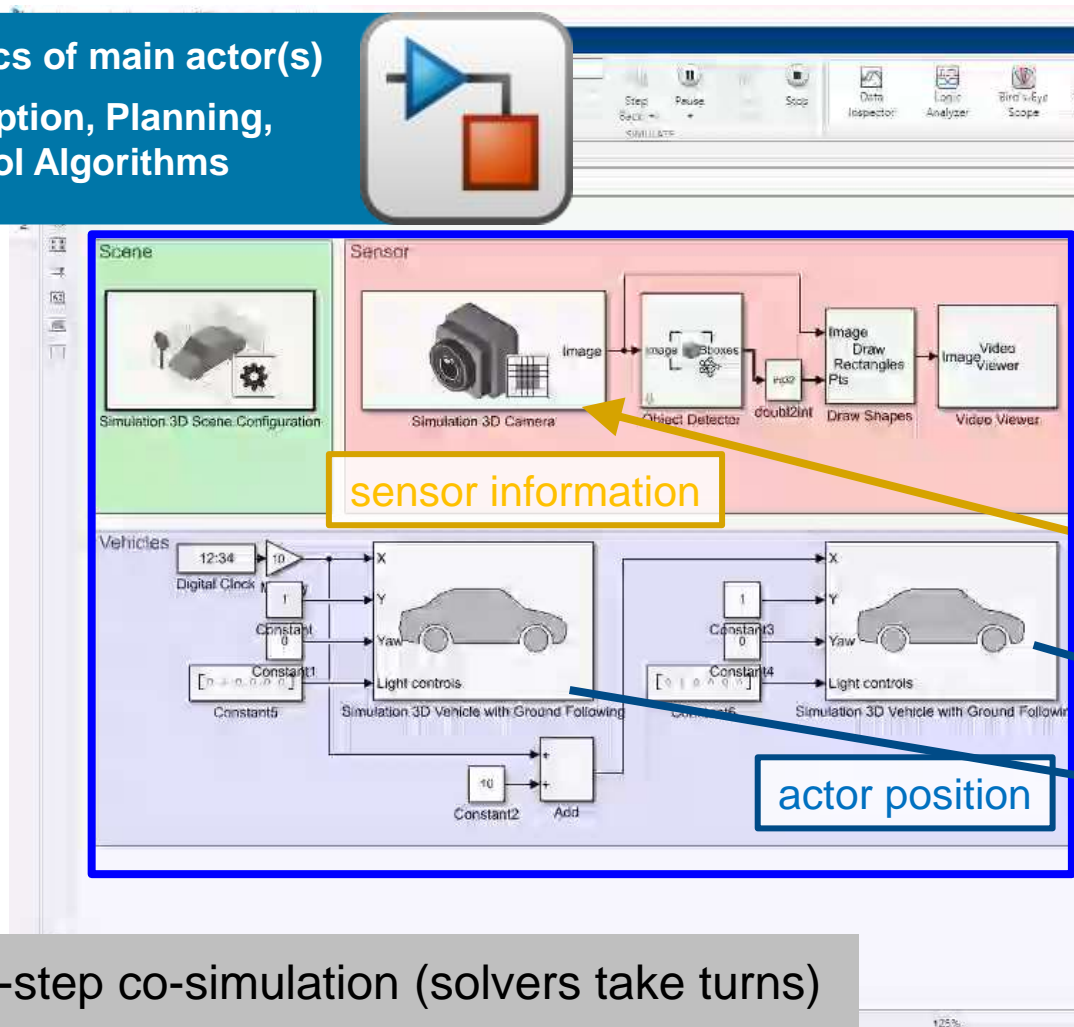 cs of main actor(s)
ption, Planning,
ol Algorithms
Step
Back
Pause
Stop
SIMULATE
Data
Inspector
Logic
Analyzer
Bird's-Eye
Scope
Scene
Simulation 3D Scene Configuration
Sensor
Image
Simulation 3D Camera
Image
Bboxes
Object Detector
int32
doubl2int
Image
Draw
Rectangles
Pts
Draw Shapes
Image
Video
Viewer
Video Viewer
sensor information
Vehicles
12:34
Digital Clock
10
1
Constant
0
Constant1
Constant5
X
Y
Yaw
Light controls
Simulation 3D Vehicle with Ground Following
10
Constant2
+
+
Add
1
Constant3
0
Constant4
Constant6
X
Y
Yaw
Light controls
Simulation 3D Vehicle with Ground Followin
actor position
-step co-simulation (solvers take turns)
125%